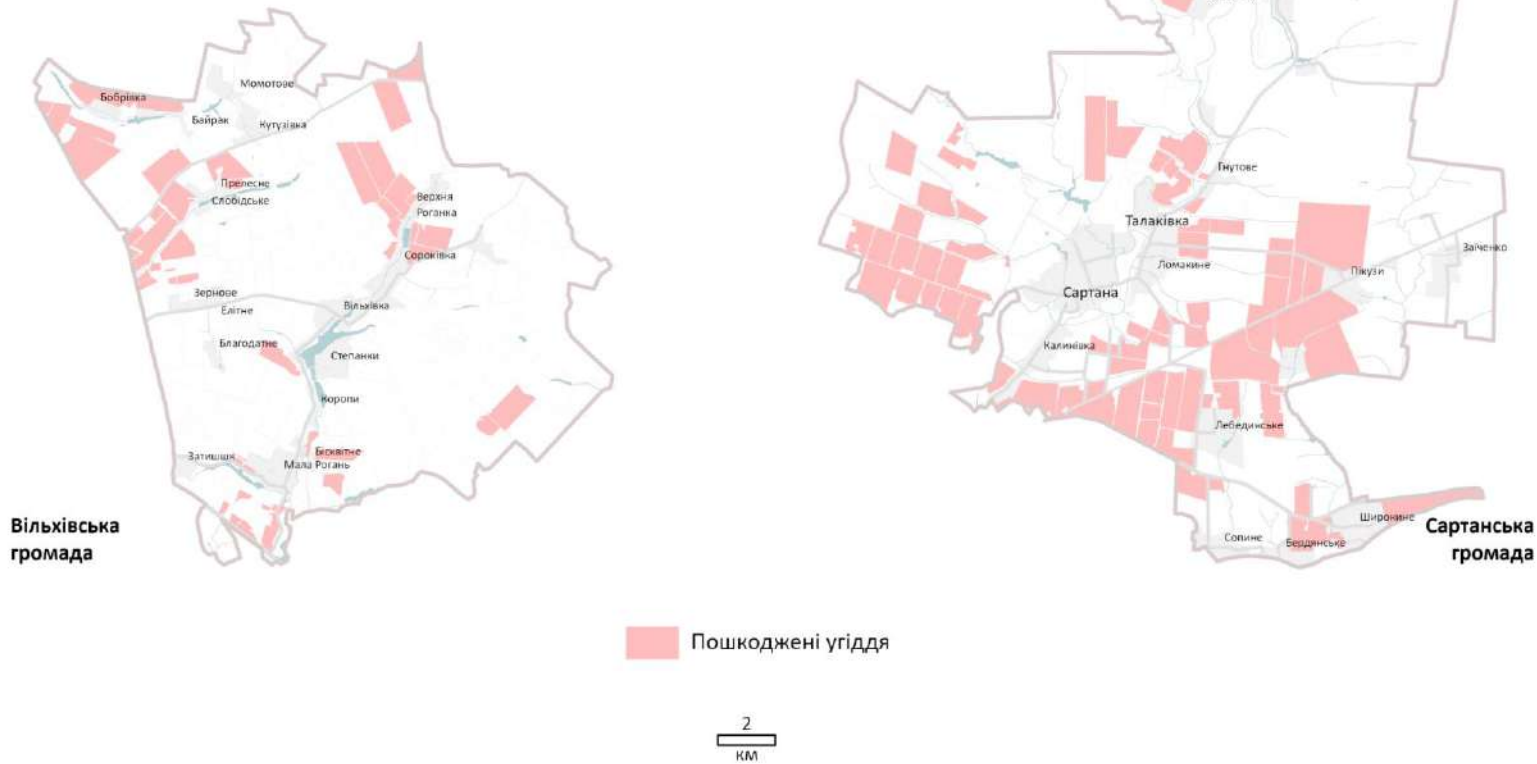 Момотове
Бобрівка
Байрак
Кутузівка
Прелесне
Слобідське
Верхня
Роганка
Сороківка
Зернове
Елітне
Вільхівка
Благодатне
Степанки
Коропи
Затишшя
Бісквітне
Мала Рогань
Вільхівська
громада
Гнутове
Талаківка
Заіченко
Ломакине
Пікузи
Сартана
Калинівка
Лебединське
Широкине
Сопине
Бердянське
Сартанська
громада
Пошкоджені угіддя
2
км